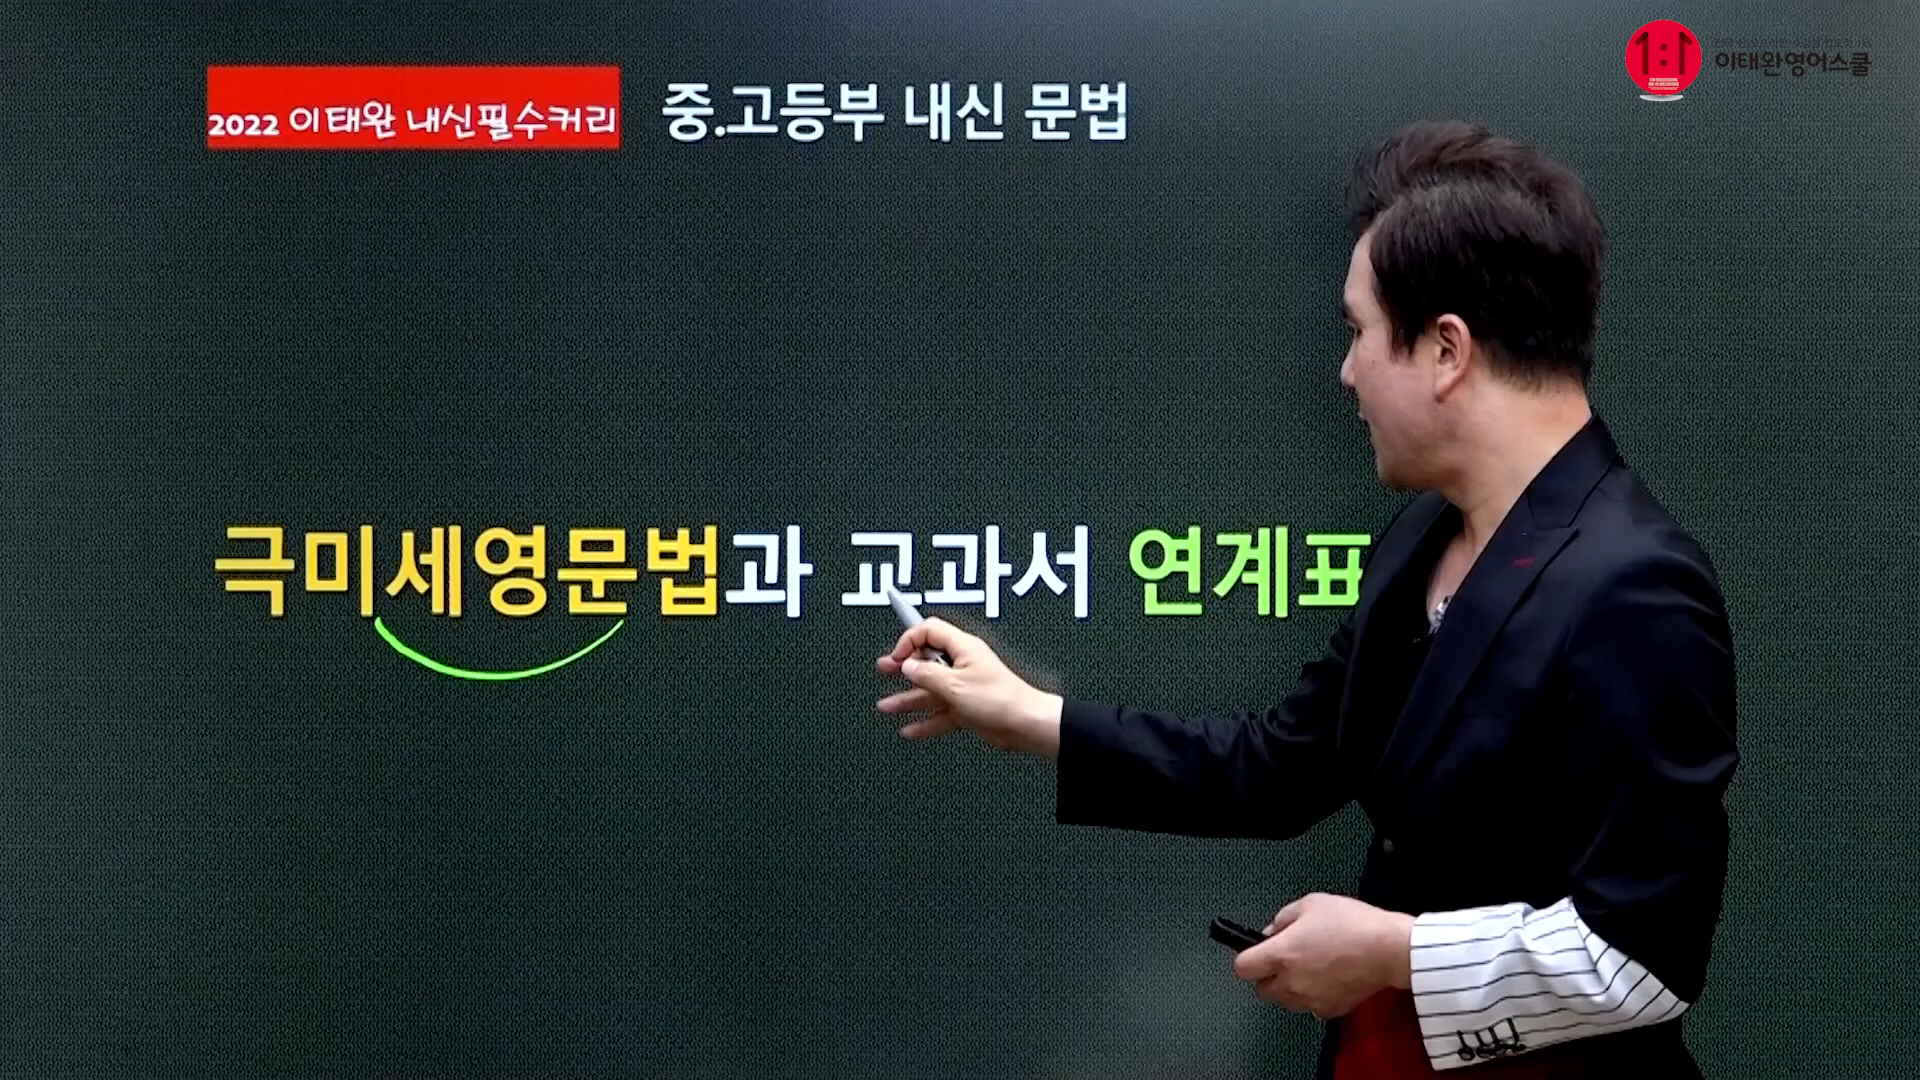 2022 이태완 내신필수커리
중.고등부 내신 문법
1:1
이태완영어스쿨
극미세영문법과 교과서 연계표